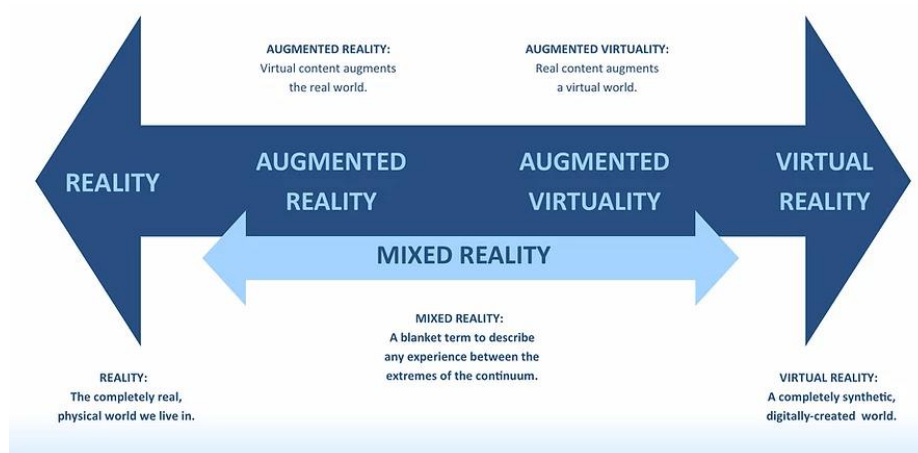 AUGMENTED REALITY:
Virtual content augments
the real world.
AUGMENTED VIRTUALITY:
Real content augments
a virtual world.
REALITY
AUGMENTED
REALITY
AUGMENTED
VIRTUALITY
VIRTUAL
REALITY
MIXED REALITY
MIXED REALITY:
A blanket term to describe
any experience between the
extremes of the continuum.
REALITY:
The completely real,
physical world we live in.
VIRTUAL REALITY:
A completely synthetic,
digitally-created world.